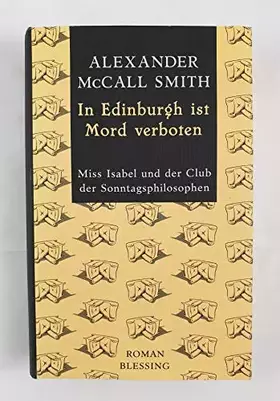 ALEXANDER
McCALL SMITH
In Edinburgh ist
Mord verboten
Miss Isabel und der Club
der Sonntagsphilosophen
ROMAN
BLESSING